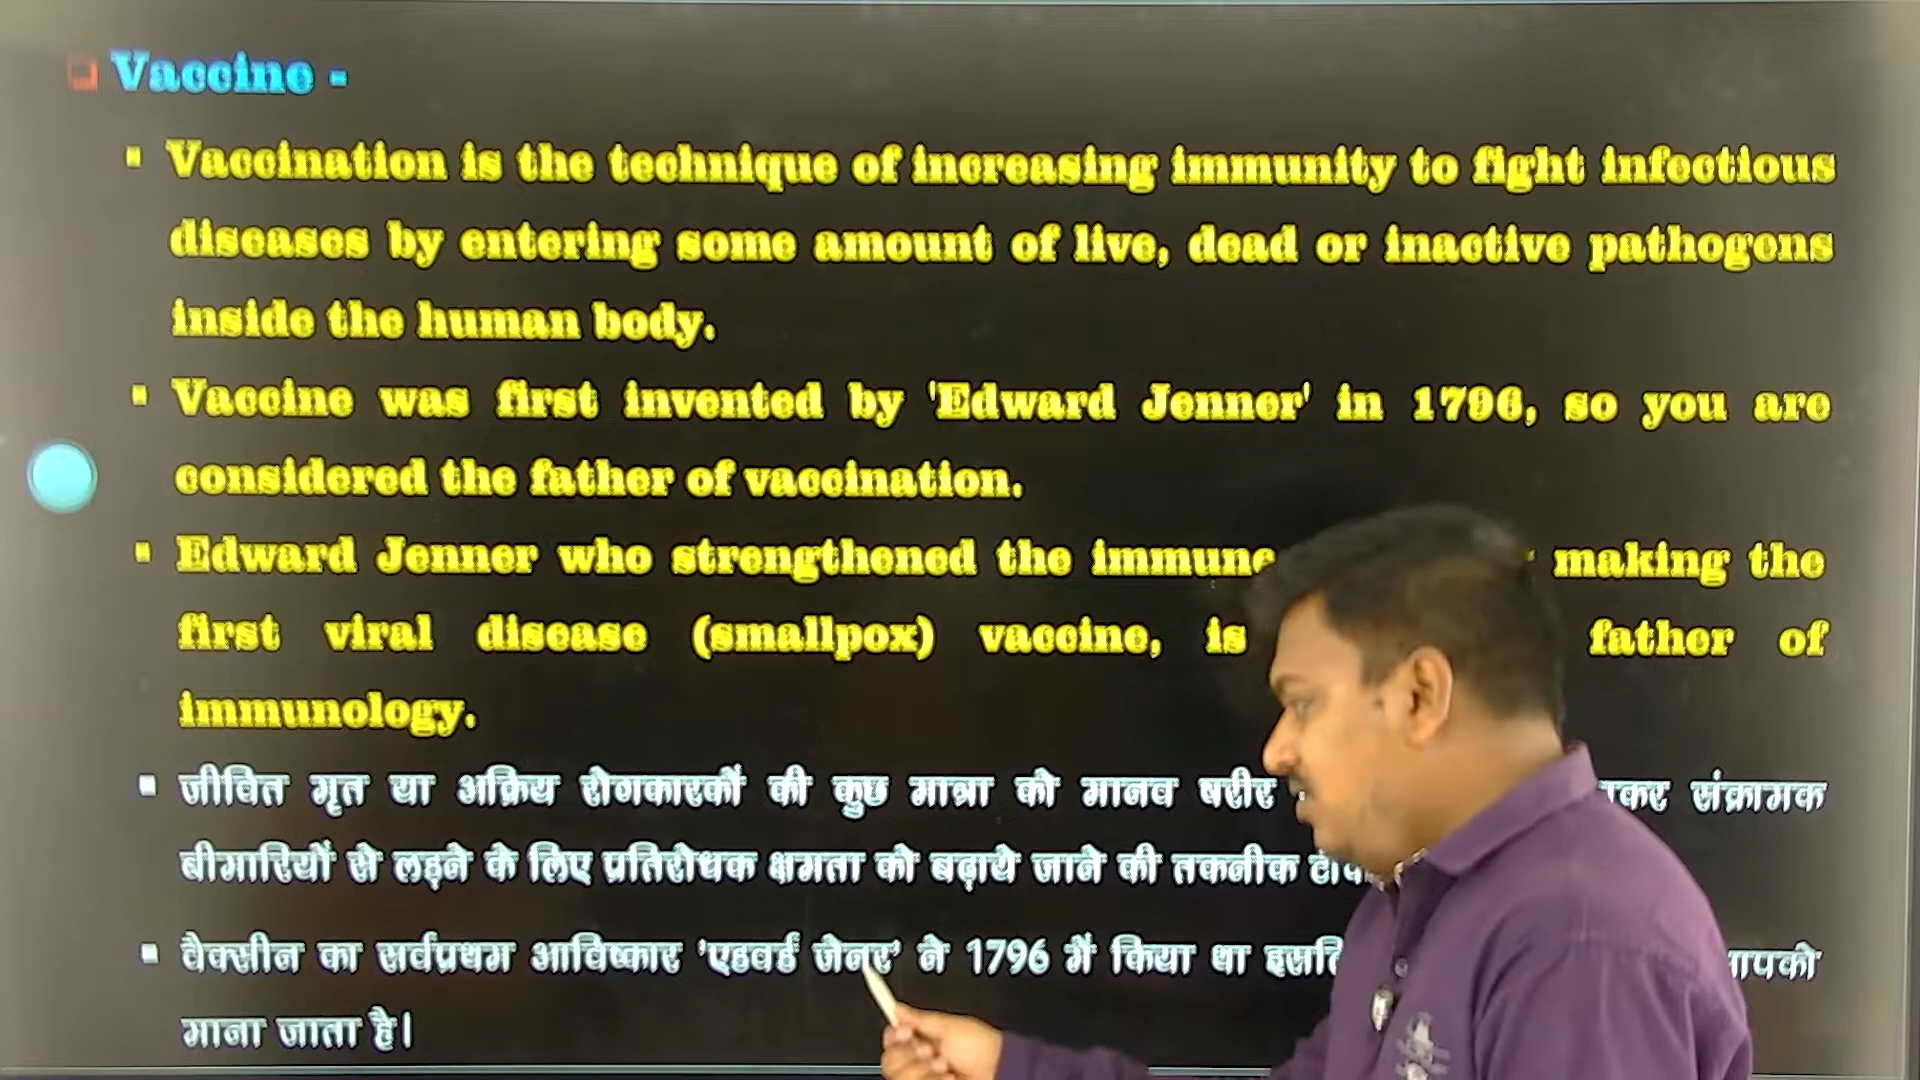 Vaccine -
Vaccination is the technique of increasing immunity to fight infectious
diseases by entering some amount of live, dead or inactive pathogens
inside the human body.
Vaccine was first invented by 'Edward Jenner' in 1796, so you are
considered the father of vaccination.
Edward Jenner who strengthened the immune making the
first viral disease (smallpox) vaccine, is father of
immunology.
जीवित मृत या अक्रिय रोगकारकों की कुछ मात्रा को मानव षरीर संक्रामक
बीमारियों से लड़ने के लिए प्रतिरोधक क्षमता को बढ़ाये जाने की तकनीक
वैक्सीन का सर्वप्रथम आविष्कार 'एडवर्ड जेनर' ने 1796 में किया था
माना जाता है।